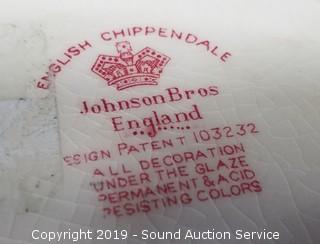 ENGLISH CHIPPENDALE
Johnson Bros
England
ESIGN PATENT 103232
ALL DECORATION
UNDER THE GLAZE
PERMANENT & ACID
RESISTING COLORS
Copyright 2019 - Sound Auction Service